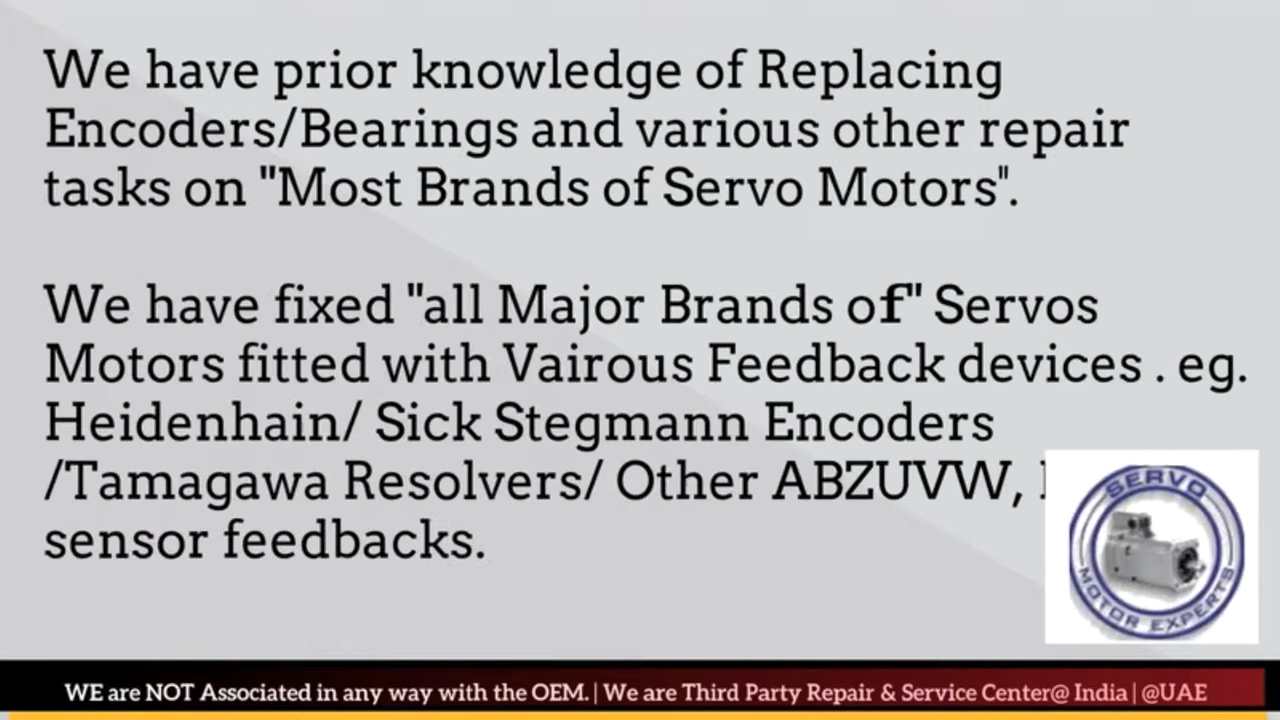 We have prior knowledge of Replacing
Encoders/Bearings and various other repair
tasks on "Most Brands of Servo Motors".
We have fixed "all Major Brands of" Servos
Motors fitted with Vairous Feedback devices . eg.
Heidenhain/ Sick Stegmann Encoders
/Tamagawa Resolvers/ Other ABZUVW,
sensor feedbacks.
SERVO
MOTOR EXPERTS
WE are NOT Associated in any way with the OEM. | We are Third Party Repair & Service Center@ India | @UAE